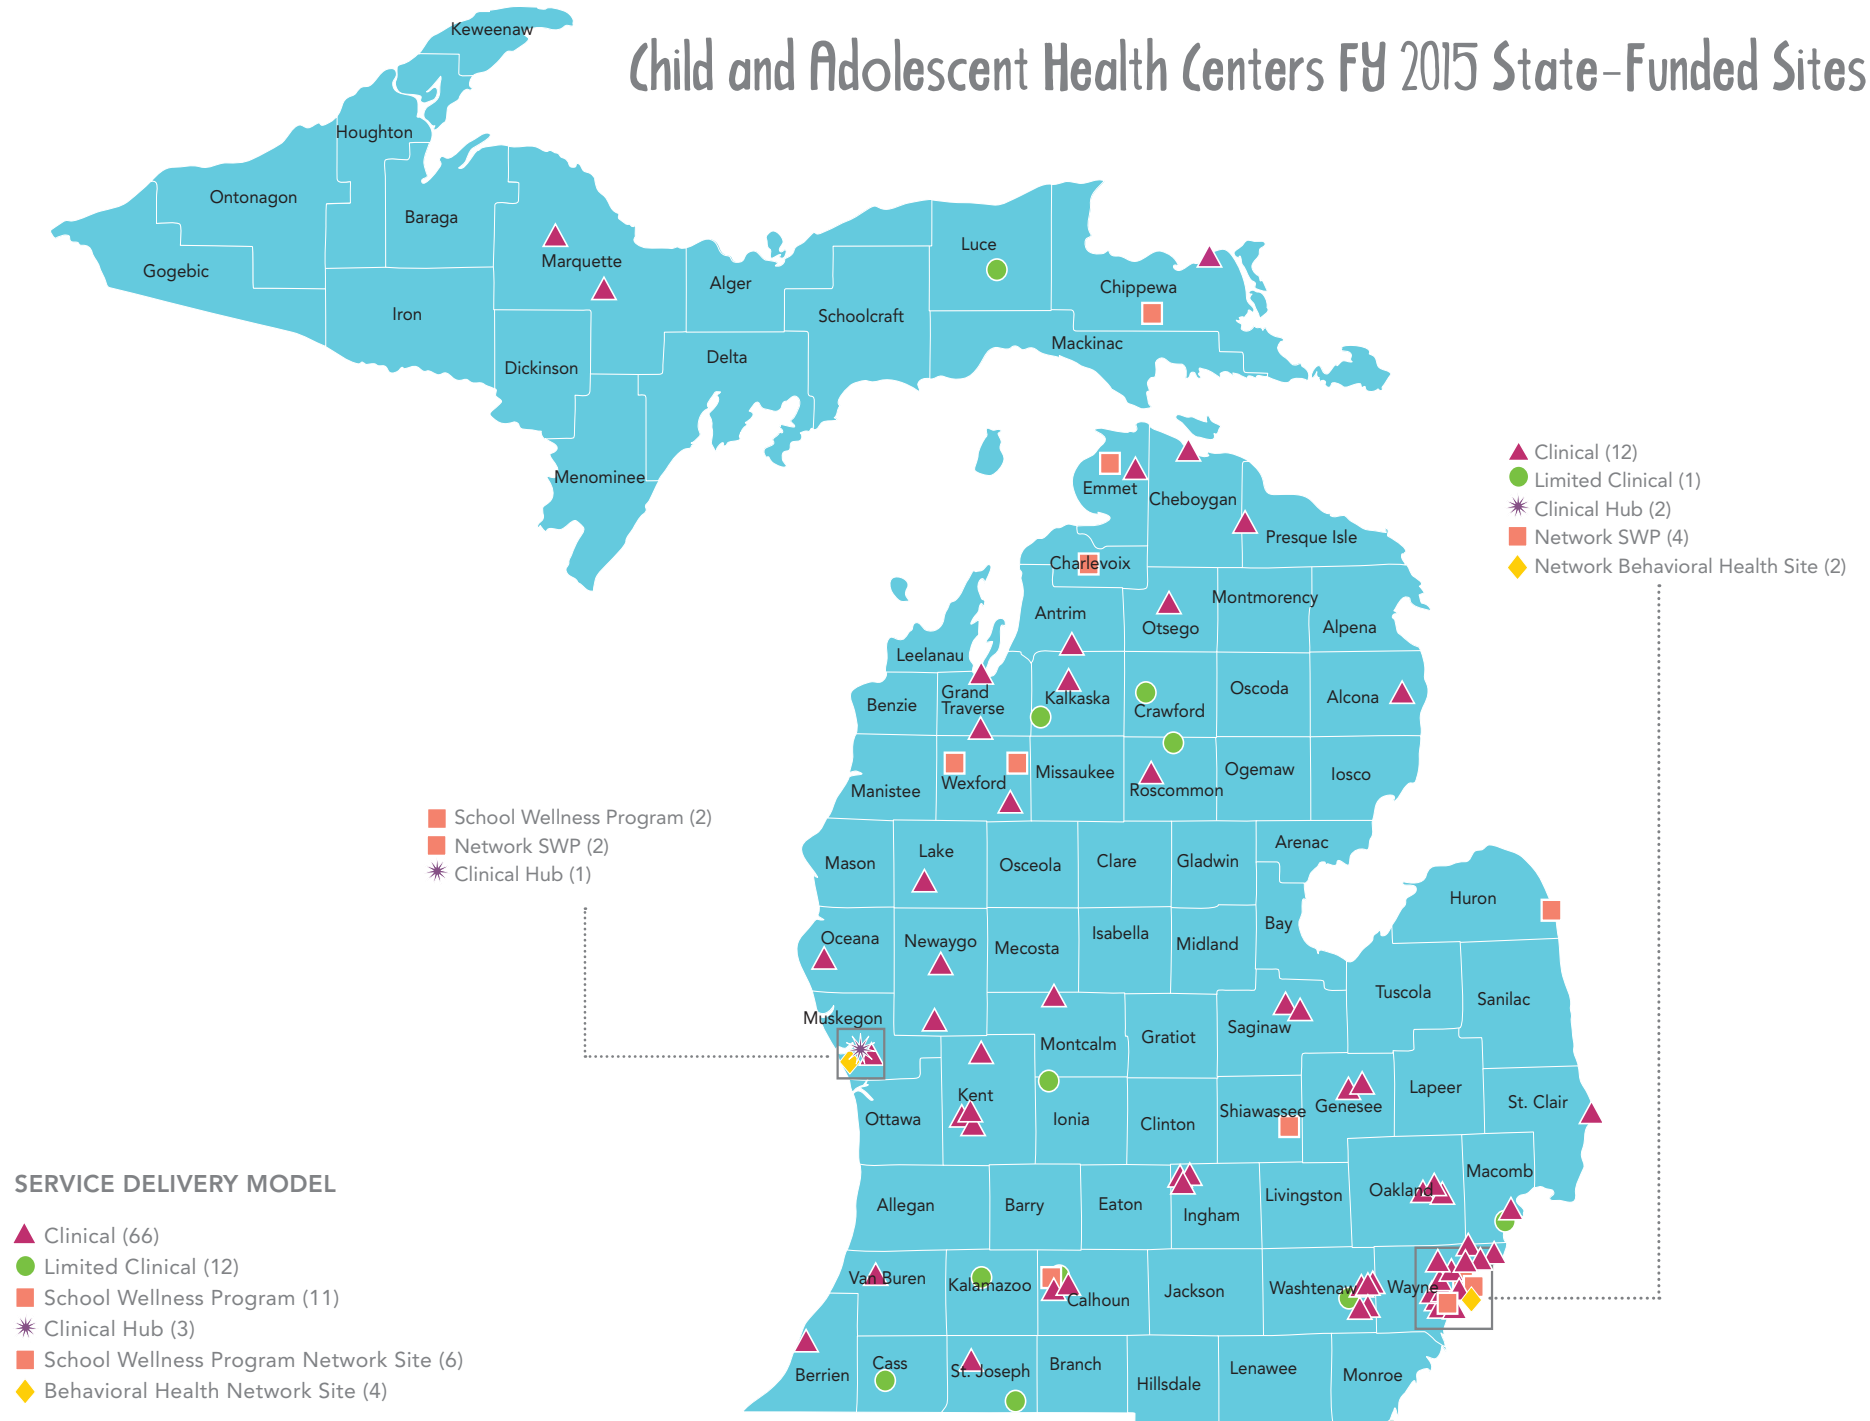 Child and Adolescent Health Centers FY 2015 State-Funded Sites
Keweenaw
Houghton
Ontonagon
Baraga
Gogebic
Marquette
Iron
Alger
Luce
Chippewa
Schoolcraft
Mackinac
Dickinson
Delta
Menominee
Clinical (12)
Limited Clinical (1)
Clinical Hub (2)
Network SWP (4)
Network Behavioral Health Site (2)
Emmet
Cheboygan
Presque Isle
Charlevoix
Antrim
Otsego
Montmorency
Alpena
Leelanau
Benzie
Grand
Traverse
Kalkaska
Crawford
Oscoda
Alcona
Manistee
Wexford
Missaukee
Roscommon
Ogemaw
Iosco
School Wellness Program (2)
Network SWP (2)
Clinical Hub (1)
Mason
Lake
Osceola
Clare
Gladwin
Arenac
Huron
Oceana
Newaygo
Mecosta
Isabella
Midland
Bay
Tuscola
Sanilac
Muskegon
Montcalm
Gratiot
Saginaw
Kent
Ottawa
Ionia
Clinton
Shiawassee
Genesee
Lapeer
St. Clair
Allegan
Barry
Eaton
Ingham
Livingston
Oakland
Macomb
Van Buren
Kalamazoo
Calhoun
Jackson
Washtenaw
Wayne
Berrien
Cass
St. Joseph
Branch
Hillsdale
Lenawee
Monroe
SERVICE DELIVERY MODEL
Clinical (66)
Limited Clinical (12)
School Wellness Program (11)
Clinical Hub (3)
School Wellness Program Network Site (6)
Behavioral Health Network Site (4)